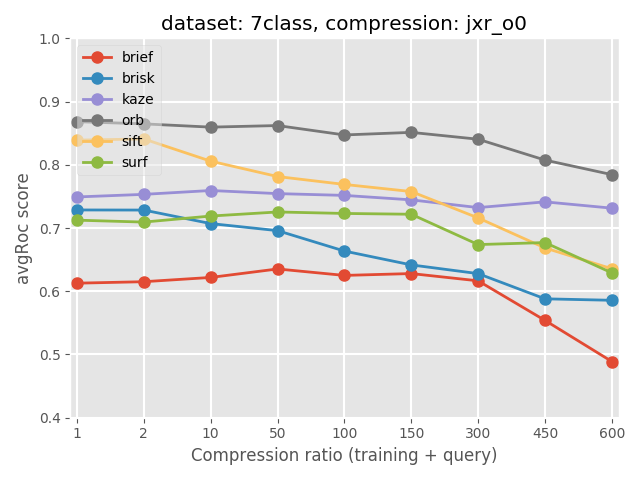 dataset: 7class, compression: jxr_o0
1.0
0.9
0.8
0.7
0.6
0.5
0.4
avgRoc score
brief
brisk
kaze
orb
sift
surf
1 2 10 50 100 150 300 450 600
Compression ratio (training + query)